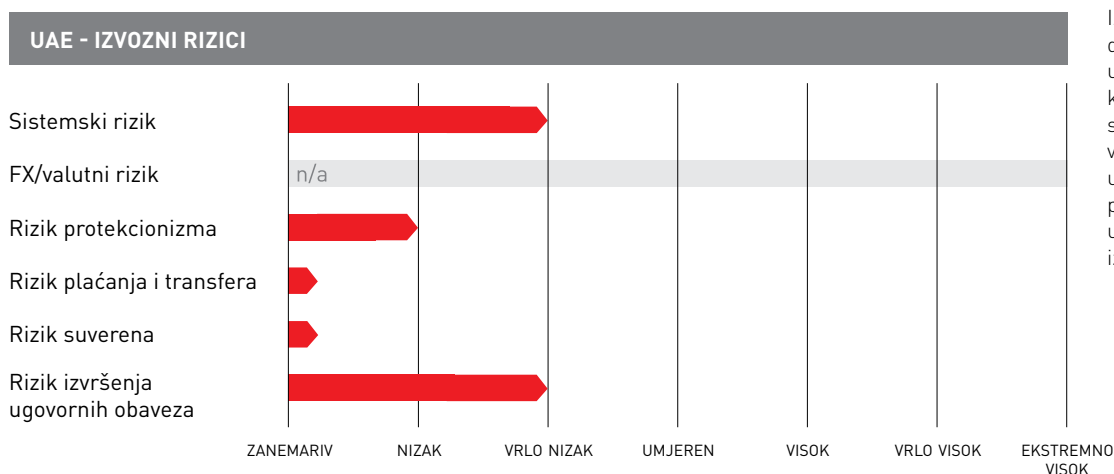 UAE - IZVOZNI RIZICI
Sistemski rizik
FX/valutni rizik
n/a
Rizik protekcionizma
Rizik plaćanja i transfera
Rizik suverena
Rizik izvršenja
ugovornih obaveza
ZANEMARIV
NIZAK
VRLO NIZAK
UMJEREN
VISOK
VRLO VISOK
EKSTREMNO
VISOK